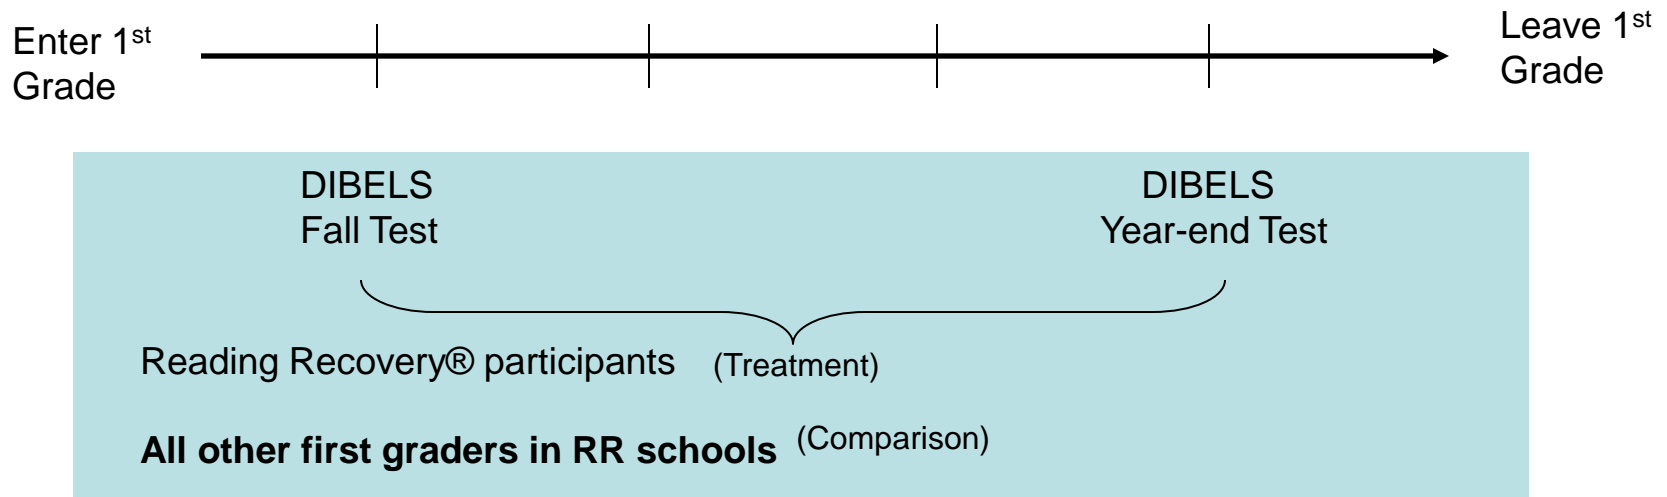 Enter 1st
Grade
Leave 1st
Grade
DIBELS
Fall Test
DIBELS
Year-end Test
Reading Recovery® participants (Treatment)
All other first graders in RR schools (Comparison)